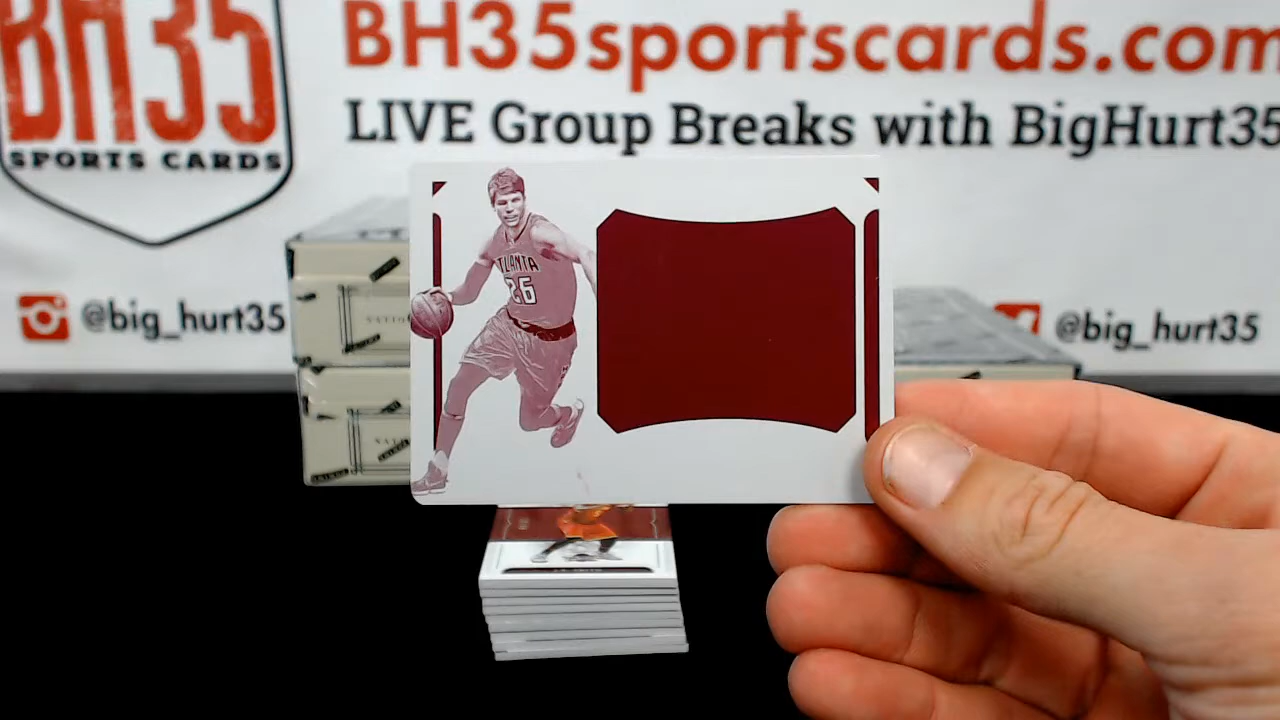 BH35
SPORTS CARDS
BH35sportscards.com
LIVE Group Breaks with BigHurt35
@big_hurt35
@big_hurt35
ATLANTA
26